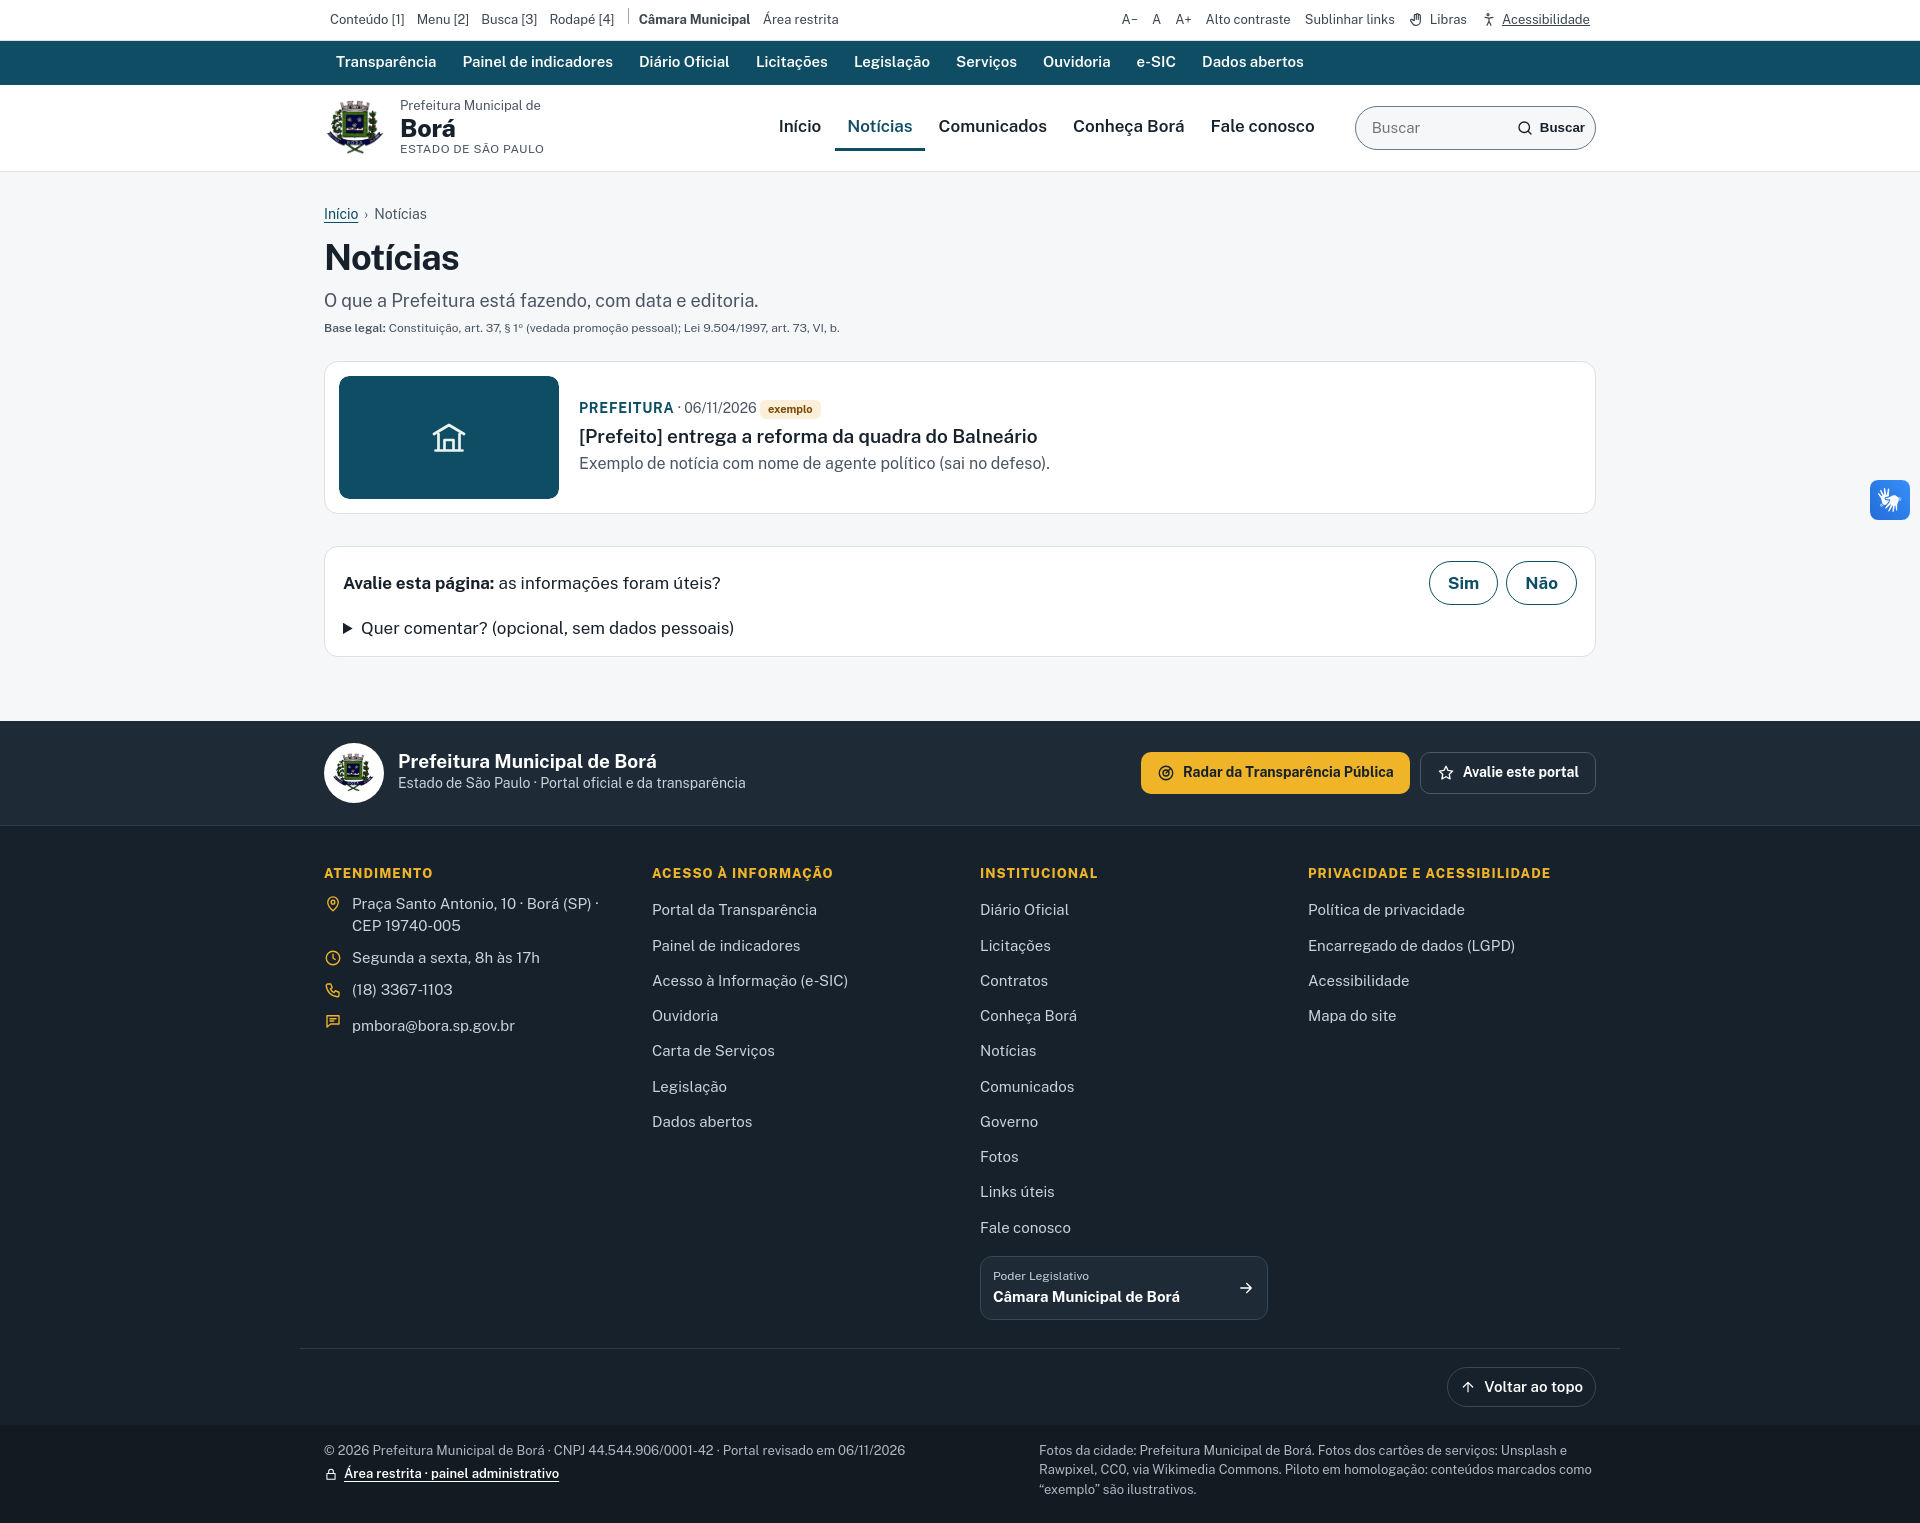 Conteúdo [1] Menu [2] Busca [3] Rodapé [4] Câmara Municipal Área restrita A− A A+ Alto contraste Sublinhar links Libras Acessibilidade
Transparência Painel de indicadores Diário Oficial Licitações Legislação Serviços Ouvidoria e-SIC Dados abertos
Prefeitura Municipal de
Borá
ESTADO DE SÃO PAULO
Início Notícias Comunicados Conheça Borá Fale conosco
Buscar Buscar
Início › Notícias
Notícias
O que a Prefeitura está fazendo, com data e editoria.
Base legal: Constituição, art. 37, § 1º (vedada promoção pessoal); Lei 9.504/1997, art. 73, VI, b.
PREFEITURA · 06/11/2026 exemplo
[Prefeito] entrega a reforma da quadra do Balneário
Exemplo de notícia com nome de agente político (sai no defeso).
Avalie esta página: as informações foram úteis?
Sim Não
Quer comentar? (opcional, sem dados pessoais)
Prefeitura Municipal de Borá
Estado de São Paulo · Portal oficial e da transparência
Radar da Transparência Pública
Avalie este portal
ATENDIMENTO
Praça Santo Antonio, 10 · Borá (SP) ·
CEP 19740-005
Segunda a sexta, 8h às 17h
(18) 3367-1103
pmbora@bora.sp.gov.br
ACESSO À INFORMAÇÃO
Portal da Transparência
Painel de indicadores
Acesso à Informação (e-SIC)
Ouvidoria
Carta de Serviços
Legislação
Dados abertos
INSTITUCIONAL
Diário Oficial
Licitações
Contratos
Conheça Borá
Notícias
Comunicados
Governo
Fotos
Links úteis
Fale conosco
Poder Legislativo
Câmara Municipal de Borá
PRIVACIDADE E ACESSIBILIDADE
Política de privacidade
Encarregado de dados (LGPD)
Acessibilidade
Mapa do site
Voltar ao topo
© 2026 Prefeitura Municipal de Borá · CNPJ 44.544.906/0001-42 · Portal revisado em 06/11/2026
Área restrita · painel administrativo
Fotos da cidade: Prefeitura Municipal de Borá. Fotos dos cartões de serviços: Unsplash e
Rawpixel, CC0, via Wikimedia Commons. Piloto em homologação: conteúdos marcados como
“exemplo” são ilustrativos.